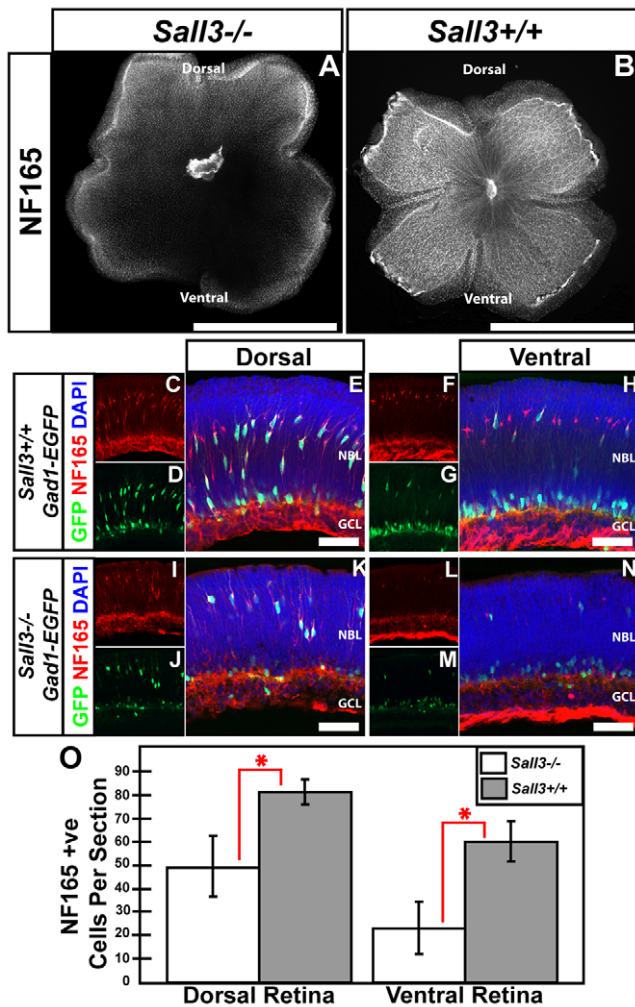 Sall3-/-
Sall3+/+
NF165
Dorsal
A
Ventral
Dorsal
B
Ventral
Dorsal
Ventral
Sall3+/+
Gad1-EGFP
GFP NF165 DAPI
C
D
E
NBL
GCL
F
G
H
NBL
GCL
Sall3-/-
Gad1-EGFP
GFP NF165 DAPI
I
J
K
NBL
GCL
L
M
N
NBL
GCL
O
NF165 +ve
Cells Per Section
90
80
70
60
50
40
30
20
10
0
*
*
Sall3-/-
Sall3+/+
Dorsal Retina
Ventral Retina